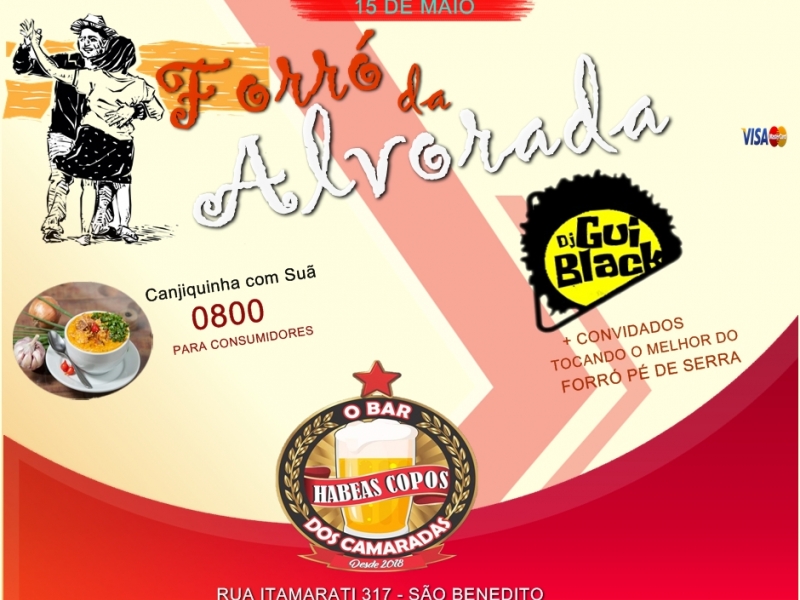 15 DE MAIO
Forró da
Alvorada
VISA MasterCard
Dj Gui
Black
Canjiquinha com Suã
0800
PARA CONSUMIDORES
+ CONVIDADOS
TOCANDO O MELHOR DO
FORRÓ PÉ DE SERRA
O BAR
HABEAS COPOS
DOS CAMARADAS
Desde 2018
RUA ITAMARATI 317 - SÃO BENEDITO